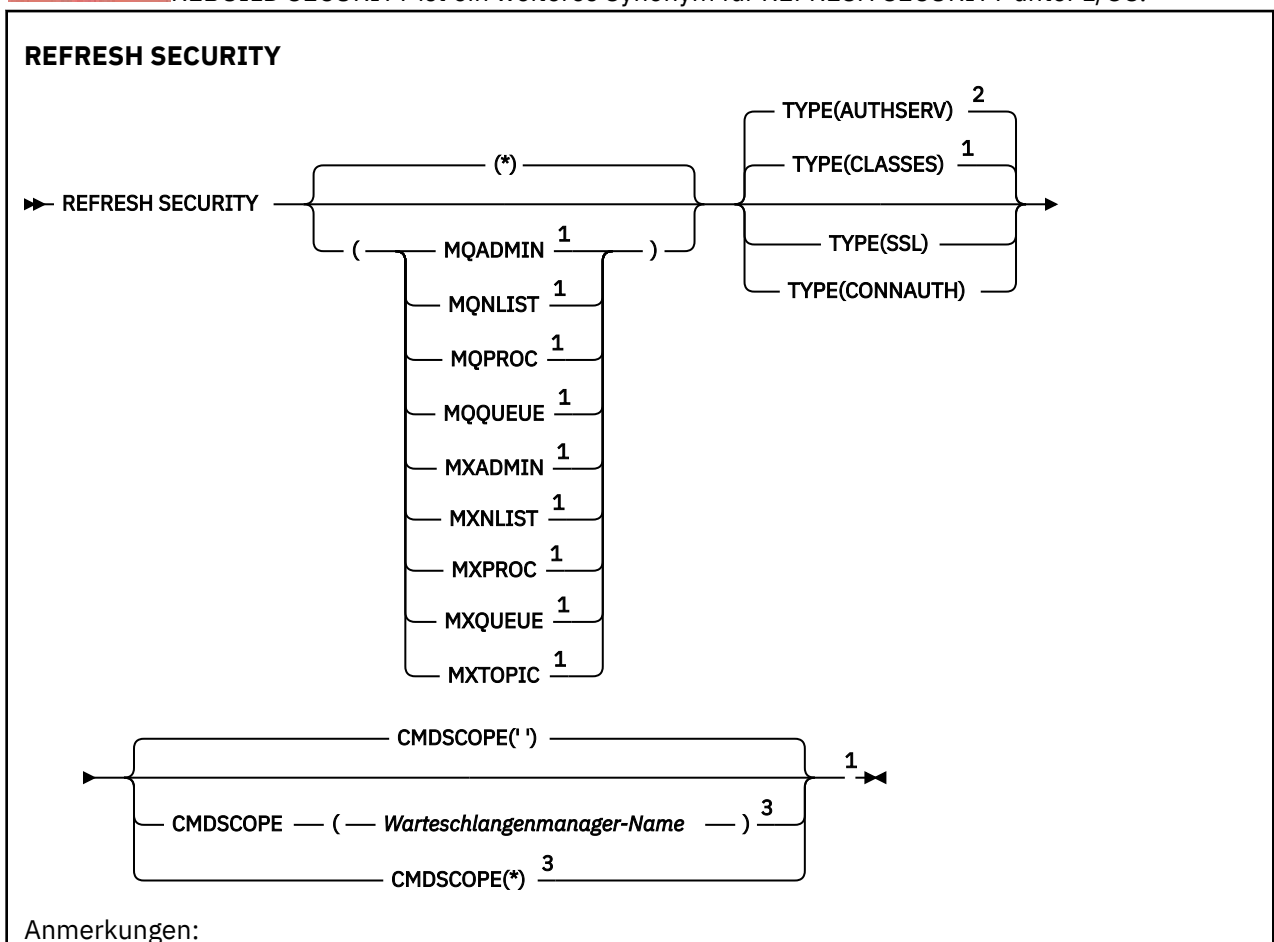 REBUILD SECURITY ist ein weiteres Synonym für REFRESH SECURITY unter z/OS.
REFRESH SECURITY
REFRESH SECURITY
(*)
( MQADMIN 1 )
MQNLIST 1
MQPROC 1
MQQUEUE 1
MXADMIN 1
MXNLIST 1
MXPROC 1
MXQUEUE 1
MXTOPIC 1
TYPE(AUTHSERV) 2
TYPE(CLASSES) 1
TYPE(SSL)
TYPE(CONNAUTH)
CMDSCOPE(' ')
1
CMDSCOPE ( Warteschlangenmanager-Name ) 3
CMDSCOPE(*) 3
Anmerkungen: